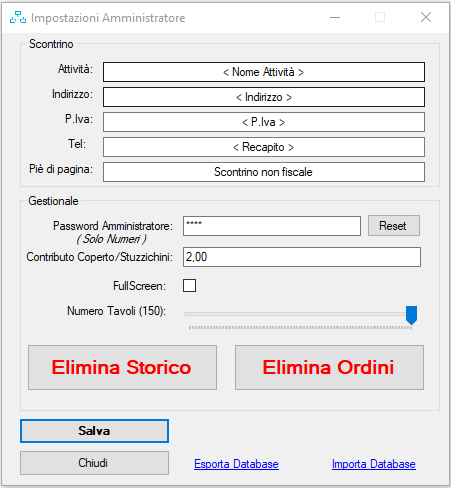 Impostazioni Amministratore
Scontrino
Attività: < Nome Attività >
Indirizzo: < Indirizzo >
P.Iva: < P.Iva >
Tel: < Recapito >
Piè di pagina: Scontrino non fiscale
Gestionale
Password Amministratore: **** Reset
( Solo Numeri )
Contributo Coperto/Stuzzichini: 2,00
FullScreen:
Numero Tavoli (150):
Elimina Storico Elimina Ordini
Salva
Chiudi Esporta Database Importa Database